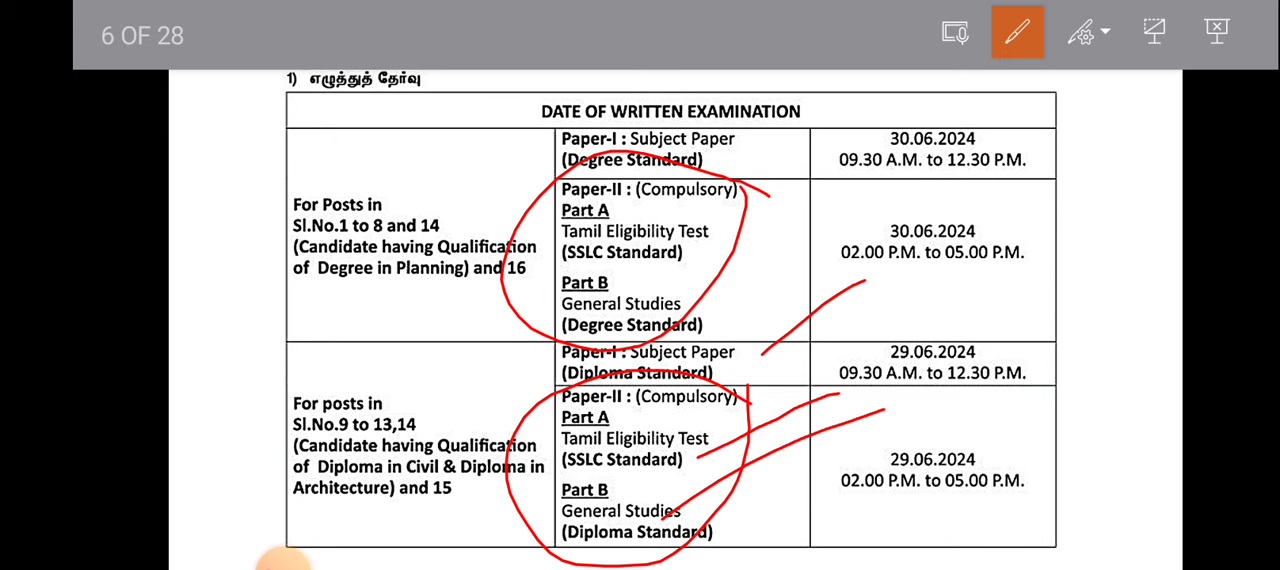 6 OF 28
1) எழுத்துத் தேர்வு
DATE OF WRITTEN EXAMINATION
For Posts in
Sl.No.1 to 8 and 14
(Candidate having Qualification
of Degree in Planning) and 16
Paper-I : Subject Paper
(Degree Standard)
30.06.2024
09.30 A.M. to 12.30 P.M.
Paper-II : (Compulsory)
Part A
Tamil Eligibility Test
(SSLC Standard)
Part B
General Studies
(Degree Standard)
30.06.2024
02.00 P.M. to 05.00 P.M.
For posts in
Sl.No.9 to 13,14
(Candidate having Qualification
of Diploma in Civil & Diploma in
Architecture) and 15
Paper-I : Subject Paper
(Diploma Standard)
29.06.2024
09.30 A.M. to 12.30 P.M.
Paper-II : (Compulsory)
Part A
Tamil Eligibility Test
(SSLC Standard)
Part B
General Studies
(Diploma Standard)
29.06.2024
02.00 P.M. to 05.00 P.M.